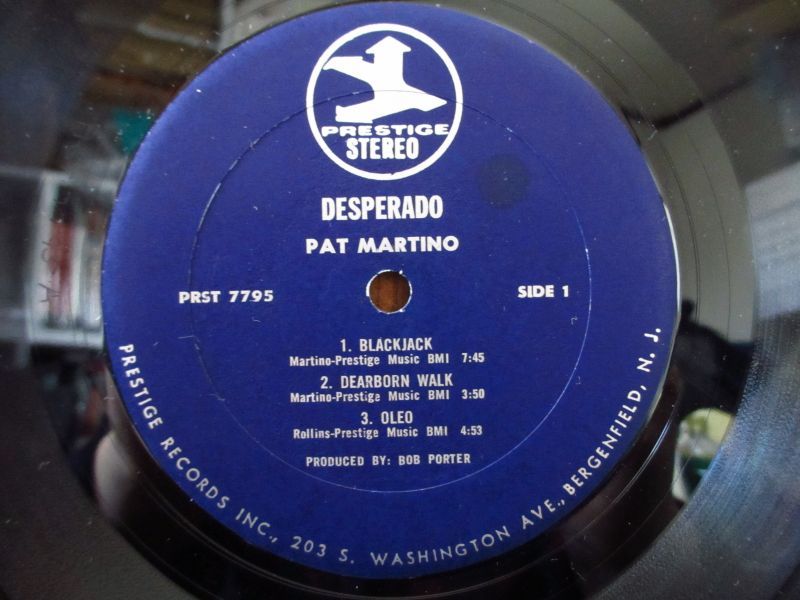 PRESTIGE
STEREO
DESPERADO
PAT MARTINO
PRST 7795
SIDE 1
1. BLACKJACK
Martino-Prestige Music BMI 7:45
2. DEARBORN WALK
Martino-Prestige Music BMI 3:50
3. OLEO
Rollins-Prestige Music BMI 4:53
PRODUCED BY: BOB PORTER
PRESTIGE RECORDS INC., 203 S. WASHINGTON AVE., BERGENFIELD, N. J.